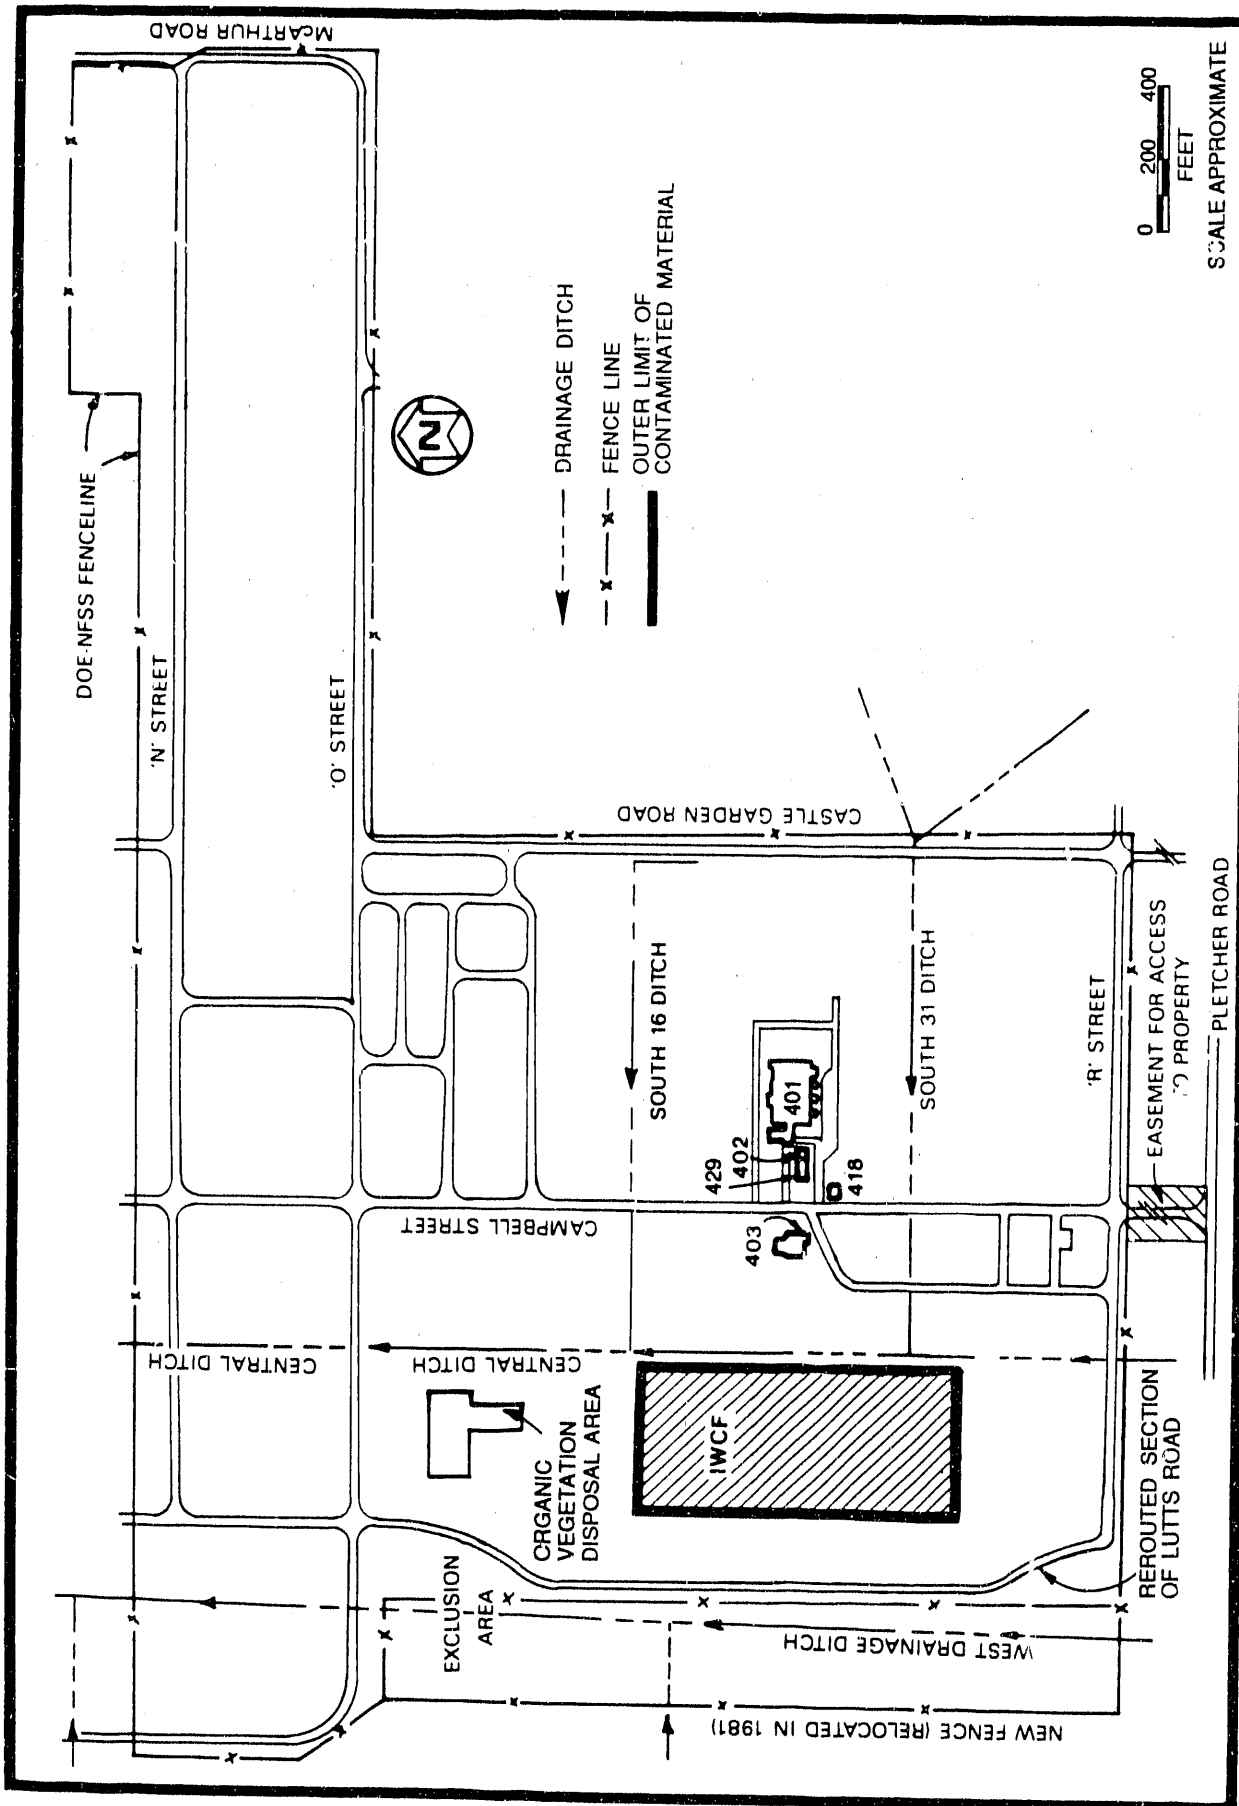 McARTHUR ROAD
DOE-NFSS FENCELINE
'N' STREET
'O' STREET
N
DRAINAGE DITCH
FENCE LINE
OUTER LIMIT OF
CONTAMINATED MATERIAL
0 200 400
FEET
SCALE APPROXIMATE
CASTLE GARDEN ROAD
SOUTH 16 DITCH
SOUTH 31 DITCH
'R' STREET
EASEMENT FOR ACCESS
PROPERTY
PLETCHER ROAD
401
402
429
418
403
CAMPBELL STREET
CENTRAL DITCH
CENTRAL DITCH
ORGANIC
VEGETATION
DISPOSAL AREA
IWCF
REROUTED SECTION
OF LUTTS ROAD
EXCLUSION
AREA
WEST DRAINAGE DITCH
NEW FENCE (RELOCATED IN 1981)